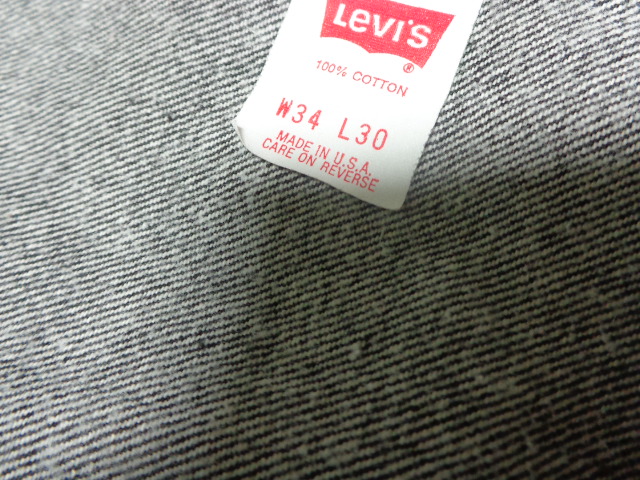 Levi's
®
100% COTTON
W34 L30
MADE IN U.S.A.
CARE ON REVERSE